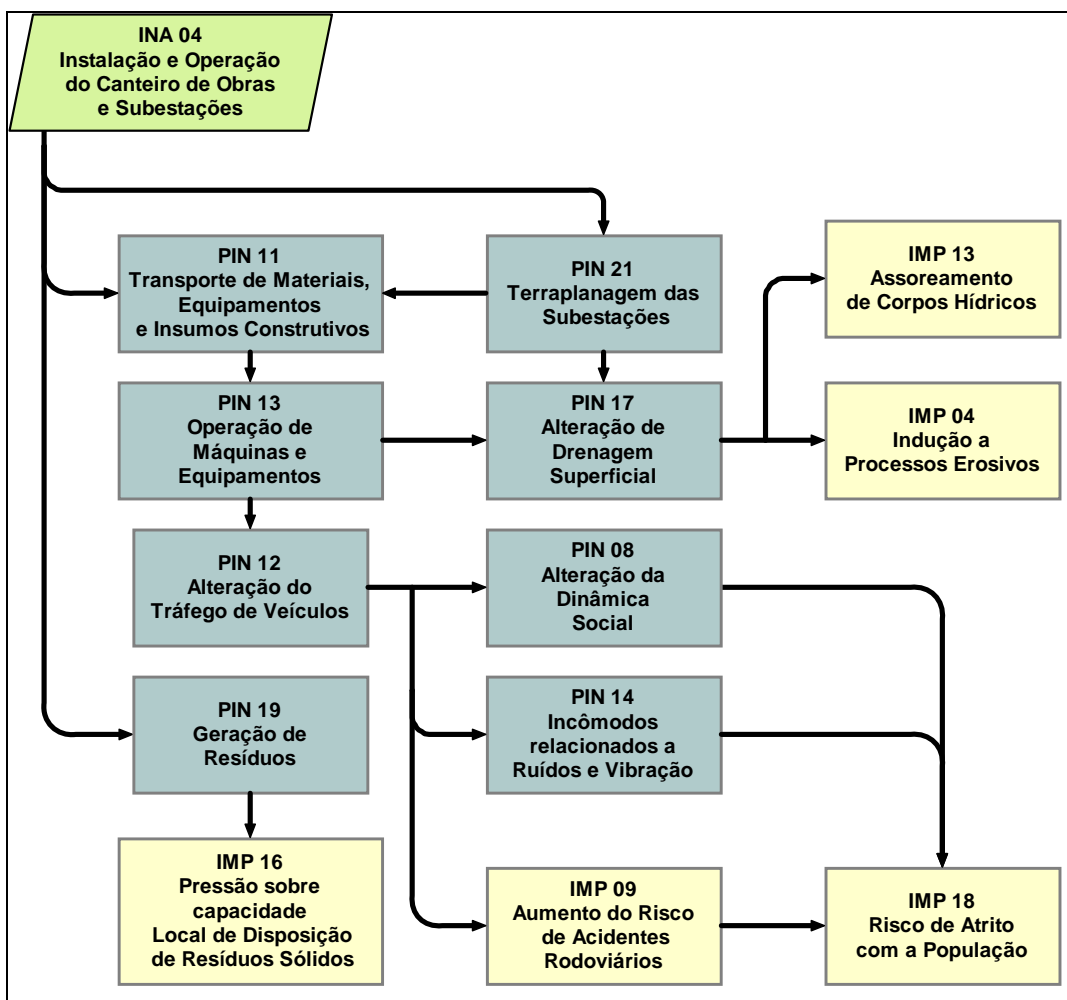 INA 04
Instalação e Operação
do Canteiro de Obras
e Subestações
PIN 11
Transporte de Materiais,
Equipamentos
e Insumos Construtivos
PIN 21
Terraplanagem das
Subestações
IMP 13
Assoreamento
de Corpos Hídricos
PIN 13
Operação de
Máquinas e
Equipamentos
PIN 17
Alteração de
Drenagem
Superficial
IMP 04
Indução a
Processos Erosivos
PIN 12
Alteração do
Tráfego de Veículos
PIN 08
Alteração da
Dinâmica
Social
PIN 19
Geração de
Resíduos
PIN 14
Incômodos
relacionados a
Ruídos e Vibração
IMP 16
Pressão sobre
capacidade
Local de Disposição
de Resíduos Sólidos
IMP 09
Aumento do Risco
de Acidentes
Rodoviários
IMP 18
Risco de Atrito
com a População